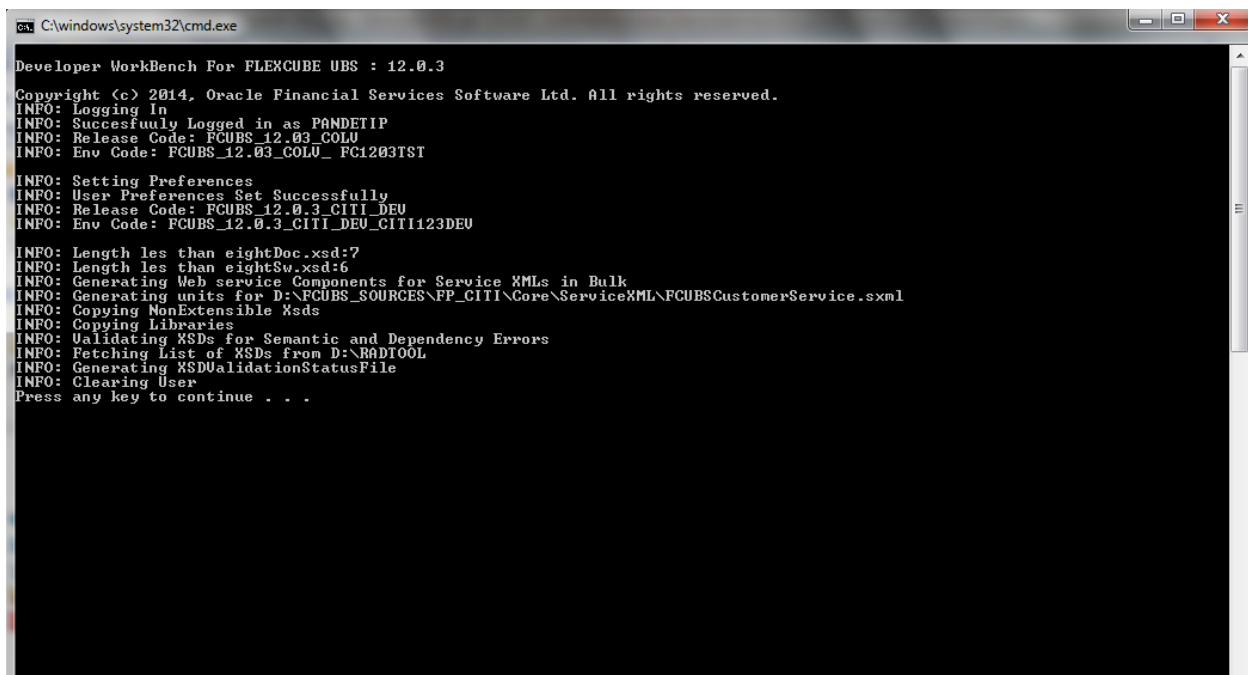 C:\windows\system32\cmd.exe
Developer WorkBench For FLEXCUBE UBS : 12.0.3
Copyright (c) 2014, Oracle Financial Services Software Ltd. All rights reserved.
INFO: Logging In
INFO: Succesfuuly Logged in as PANDETIP
INFO: Release Code: FCUBS_12.03_COLV
INFO: Env Code: FCUBS_12.03_COLV_ FC1203TST
INFO: Setting Preferences
INFO: User Preferences Set Successfully
INFO: Release Code: FCUBS_12.0.3_CITI_DEV
INFO: Env Code: FCUBS_12.0.3_CITI_DEV_CITI123DEV
INFO: Length les than eightDoc.xsd:7
INFO: Length les than eightSw.xsd:6
INFO: Generating Web service Components for Service XMLs in Bulk
INFO: Generating units for D:\FCUBS_SOURCES\FP_CITI\Core\ServiceXML\FCUBSCustomerService.sxml
INFO: Copying NonExtensible Xsds
INFO: Copying Libraries
INFO: Validating XSDs for Semantic and Dependency Errors
INFO: Fetching List of XSDs from D:\RADTOOL
INFO: Generating XSDValidationStatusFile
INFO: Clearing User
Press any key to continue . . .